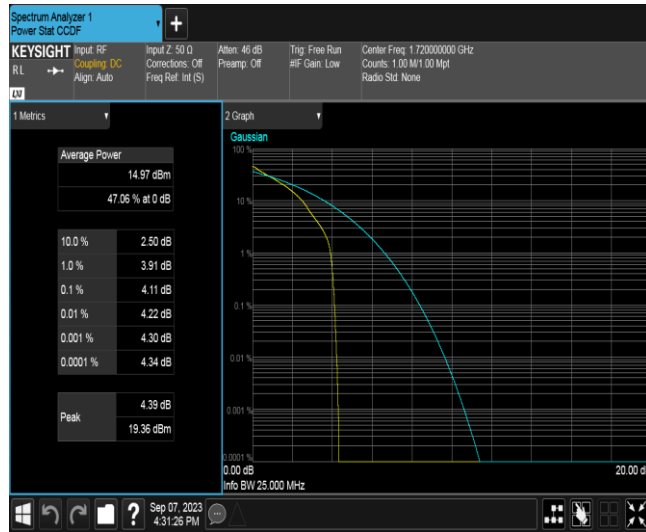 Spectrum Analyzer 1
Power Stat CCDF
KEYSIGHT
RL
LXI
Input: RF
Coupling: DC
Align: Auto
Input Z: 50 Ω
Corrections: Off
Freq Ref: Int (S)
Atten: 46 dB
Preamp: Off
Trig: Free Run
#IF Gain: Low
Center Freq: 1.720000000 GHz
Counts: 1.00 M/1.00 Mpt
Radio Std: None
1 Metrics
Average Power
14.97 dBm
47.06 % at 0 dB
10.0 % 2.50 dB
1.0 % 3.91 dB
0.1 % 4.11 dB
0.01 % 4.22 dB
0.001 % 4.30 dB
0.0001 % 4.34 dB
Peak
4.39 dB
19.36 dBm
2 Graph
Gaussian
100 %
10 %
1 %
0.1 %
0.01 %
0.001 %
0.0001 %
0.00 dB
20.00 d
Info BW 25.000 MHz
?
Sep 07, 2023
4:31:26 PM